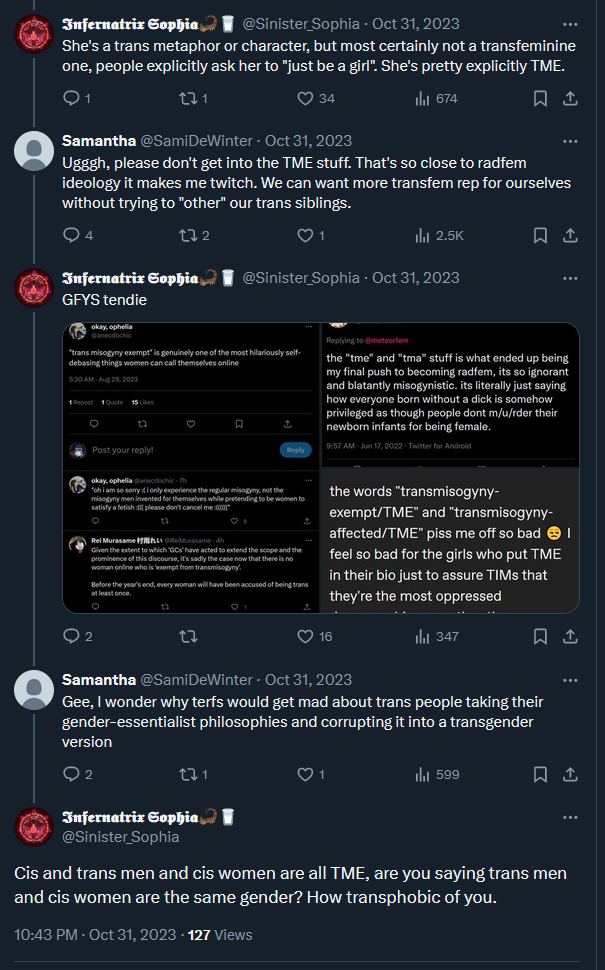 Infernatrix Sophia @Sinister_Sophia · Oct 31, 2023
She's a trans metaphor or character, but most certainly not a transfeminine
one, people explicitly ask her to "just be a girl". She's pretty explicitly TME.
1 1 34 674
Samantha @SamiDeWinter · Oct 31, 2023
Ugggh, please don't get into the TME stuff. That's so close to radfem
ideology it makes me twitch. We can want more transfem rep for ourselves
without trying to "other" our trans siblings.
4 2 1 2.5K
Infernatrix Sophia @Sinister_Sophia · Oct 31, 2023
GFYS tendie
okay, ophelia
@anecdochic
"trans misogyny exempt" is genuinely one of the most hilariously self-
debasing things women can call themselves online
5:30 AM · Aug 29, 2023
1 Repost 1 Quote 15 Likes
Post your reply!
Reply
okay, ophelia @anecdochic · 7h
"oh i am so sorry :( i only experience the regular misogyny, not the
misogyny men invented for themselves while pretending to be women to
satisfy a fetish :((( please don't cancel me :((((("
9
Rei Murasame 村雨れい @ReiMurasame · 4h
Given the extent to which 'GCs' have acted to extend the scope and the
prominence of this discourse, it's sadly the case now that there is no
woman online who is 'exempt from transmisogyny'.
Before the year's end, every woman will have been accused of being trans
at least once.
1
Replying to @meteorfem
the "tme" and "tma" stuff is what ended up being
my final push to becoming radfem, its so ignorant
and blatantly misogynistic. its literally just saying
how everyone born without a dick is somehow
privileged as though people dont m/u/rder their
newborn infants for being female.
9:57 AM · Jun 17, 2022 · Twitter for Android
the words "transmisogyny-
exempt/TME" and "transmisogyny-
affected/TME" piss me off so bad 😔 I
feel so bad for the girls who put TME
in their bio just to assure TIMs that
they're the most oppressed
2 16 347
Samantha @SamiDeWinter · Oct 31, 2023
Gee, I wonder why terfs would get mad about trans people taking their
gender-essentialist philosophies and corrupting it into a transgender
version
2 1 1 599
Infernatrix Sophia
@Sinister_Sophia
Cis and trans men and cis women are all TME, are you saying trans men
and cis women are the same gender? How transphobic of you.
10:43 PM · Oct 31, 2023 · 127 Views